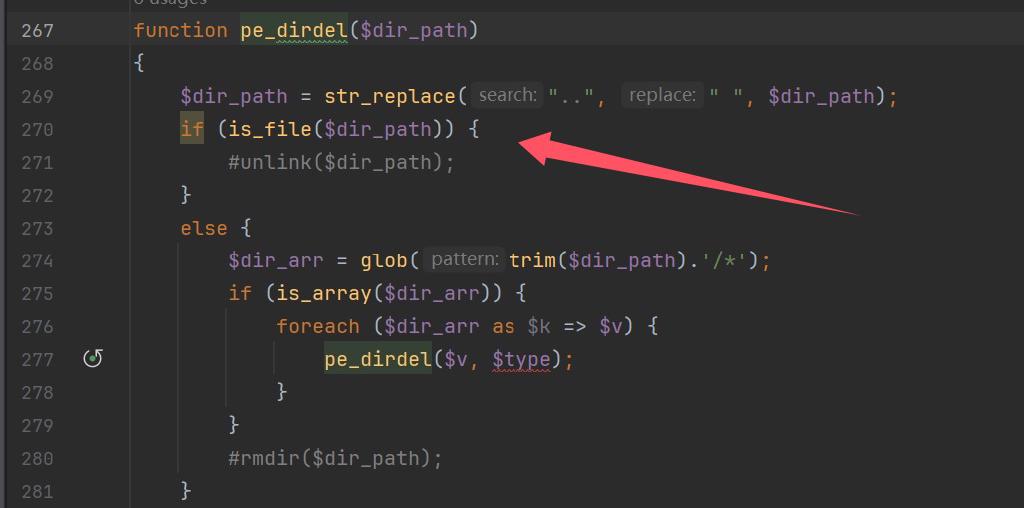 6 usages
267 function pe_dirdel($dir_path)
268 {
269 $dir_path = str_replace( search: "..", replace: " ", $dir_path);
270 if (is_file($dir_path)) {
271 #unlink($dir_path);
272 }
273 else {
274 $dir_arr = glob( pattern: trim($dir_path).'/*');
275 if (is_array($dir_arr)) {
276 foreach ($dir_arr as $k => $v) {
277 pe_dirdel($v, $type);
278 }
279 }
280 #rmdir($dir_path);
281 }